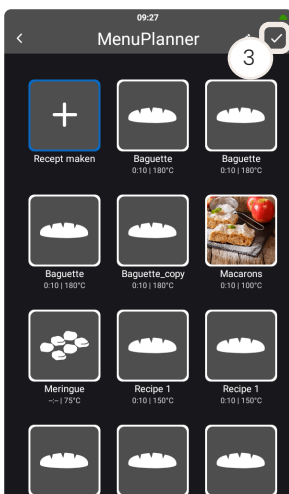 09:27
MenuPlanner
3
Recept maken
Baguette
0:10 | 180°C
Baguette
0:10 | 180°C
Baguette
0:10 | 180°C
Baguette_copy
0:10 | 180°C
Macarons
0:10 | 100°C
Meringue
-:-- | 75°C
Recipe 1
0:10 | 150°C
Recipe 1
0:10 | 150°C